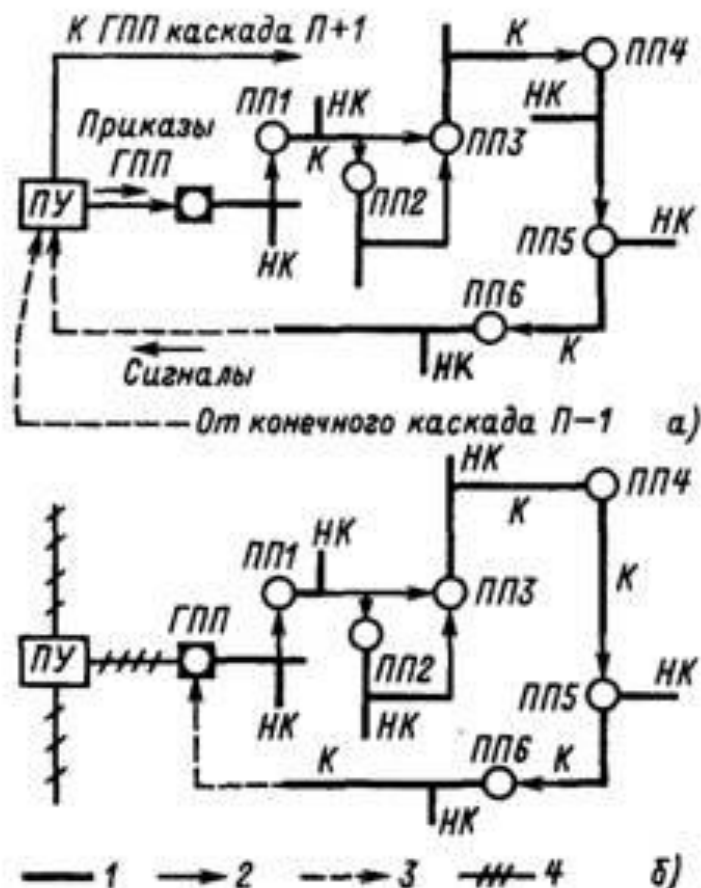 К ГПП каскада П+1
К
ПП4
Приказы
ГПП
ПП1
НК
НК
К
ПП3
ПУ
ПП2
НК
ПП5
НК
ПП6
К
НК
Сигналы
От конечного каскада П-1 а)
НК
ПП4
К
ПП1
НК
К
ГПП
ПП3
ПУ
ПП2
НК
НК
НК
ПП5
ПП6
К
К
НК
1 2 3 4 б)